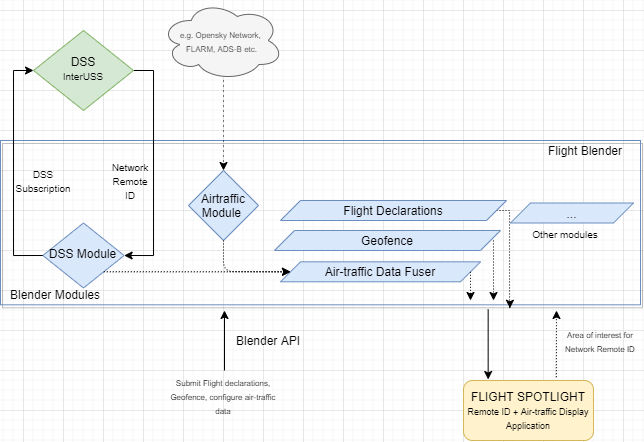 e.g. Opensky Network,
FLARM, ADS-B etc.
DSS
InterUSS
Flight Blender
DSS
Subscription
Network
Remote
ID
Airtraffic
Module
Flight Declarations
...
Geofence
Other modules
DSS Module
Air-traffic Data Fuser
Blender Modules
Blender API
Area of interest for
Network Remote ID
Submit Flight declarations,
Geofence, configure air-traffic
data
FLIGHT SPOTLIGHT
Remote ID + Air-traffic Display
Application